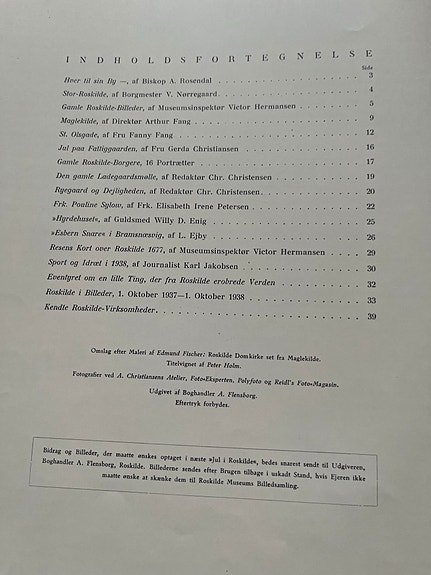 INDHOLDSFORTEGNELSE
Side
Hver til sin By —, af Biskop A. Rosendal . . . . . . . . . . . . . . . . 3
Stor-Roskilde, af Borgmester V. Nørregaard . . . . . . . . . . . . . . . . 4
Gamle Roskilde-Billeder, af Museumsinspektør Victor Hermansen . . . . . . . 5
Maglekilde, af Direktør Arthur Fang . . . . . . . . . . . . . . . . 9
St. Olsgade, af Fru Fanny Fang . . . . . . . . . . . . . . . . 12
Jul paa Fattiggaarden, af Fru Gerda Christiansen . . . . . . . . . . . . 16
Gamle Roskilde-Borgere, 16 Portrætter . . . . . . . . . . . . . . . . 17
Den gamle Ladegaardsmølle, af Redaktør Chr. Christensen . . . . . . . . . . 19
Ryegaard og Dejligheden, af Redaktør Chr. Christensen . . . . . . . . . . 20
Frk. Pouline Sylow, af Frk. Elisabeth Irene Petersen . . . . . . . . . . . 22
»Hyrdehuset«, af Guldsmed Willy D. Enig . . . . . . . . . . . . . . . 25
»Esbern Snare« i Bramsnæsvig, af L. Ejby . . . . . . . . . . . . . . . 26
Resens Kort over Roskilde 1677, af Museumsinspektør Victor Hermansen . . . . 29
Sport og Idræt i 1938, af Journalist Karl Jakobsen . . . . . . . . . . . . 30
Eventyret om en lille Ting, der fra Roskilde erobrede Verden . . . . . . . . 32
Roskilde i Billeder, 1. Oktober 1937—1. Oktober 1938 . . . . . . . . . . 33
Kendte Roskilde-Virksomheder . . . . . . . . . . . . . . . . 39
Omslag efter Maleri af Edmund Fischer: Roskilde Domkirke set fra Maglekilde.
Titelvignet af Peter Holm.
Fotografier ved A. Christiansens Atelier, Foto=Eksperten, Polyfoto og Reidl's Foto=Magasin.
Udgivet af Boghandler A. Flensborg.
Eftertryk forbydes.
Bidrag og Billeder, der maatte ønskes optaget i næste »Jul i Roskilde«, bedes snarest sendt til Udgiveren,
Boghandler A. Flensborg, Roskilde. Billederne sendes efter Brugen tilbage i uskadt Stand, hvis Ejeren ikke
maatte ønske at skænke dem til Roskilde Museums Billedsamling.